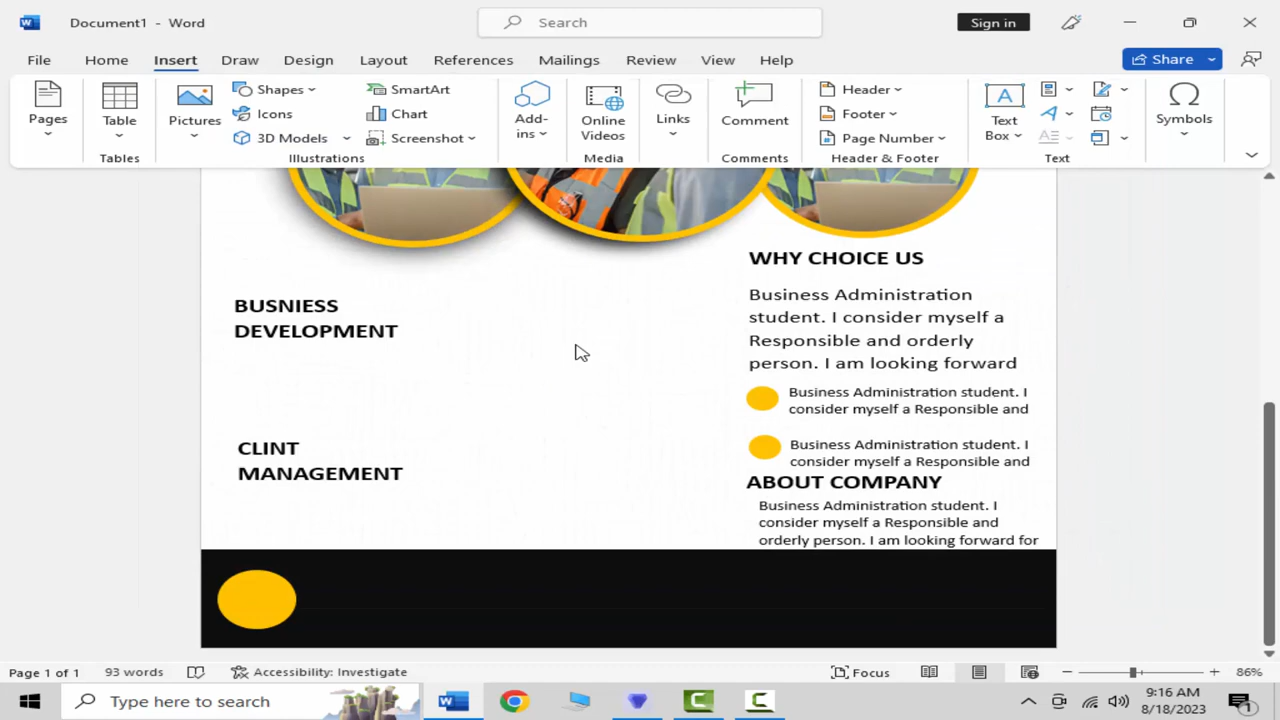 Document1 - Word
Search
Sign in
File Home Insert Draw Design Layout References Mailings Review View Help
Share
Pages
Table
Pictures
Shapes
Icons
3D Models
SmartArt
Chart
Screenshot
Add-ins
Online Videos
Links
Comment
Header
Footer
Page Number
Text Box
Symbols
Tables Illustrations Media Comments Header & Footer Text
WHY CHOICE US
Business Administration
student. I consider myself a
Responsible and orderly
person. I am looking forward
BUSNIESS
DEVELOPMENT
Business Administration student. I
consider myself a Responsible and
Business Administration student. I
consider myself a Responsible and
CLINT
MANAGEMENT
ABOUT COMPANY
Business Administration student. I
consider myself a Responsible and
orderly person. I am looking forward for
Page 1 of 1 93 words Accessibility: Investigate Focus 86%
Type here to search
9:16 AM
8/18/2023
1